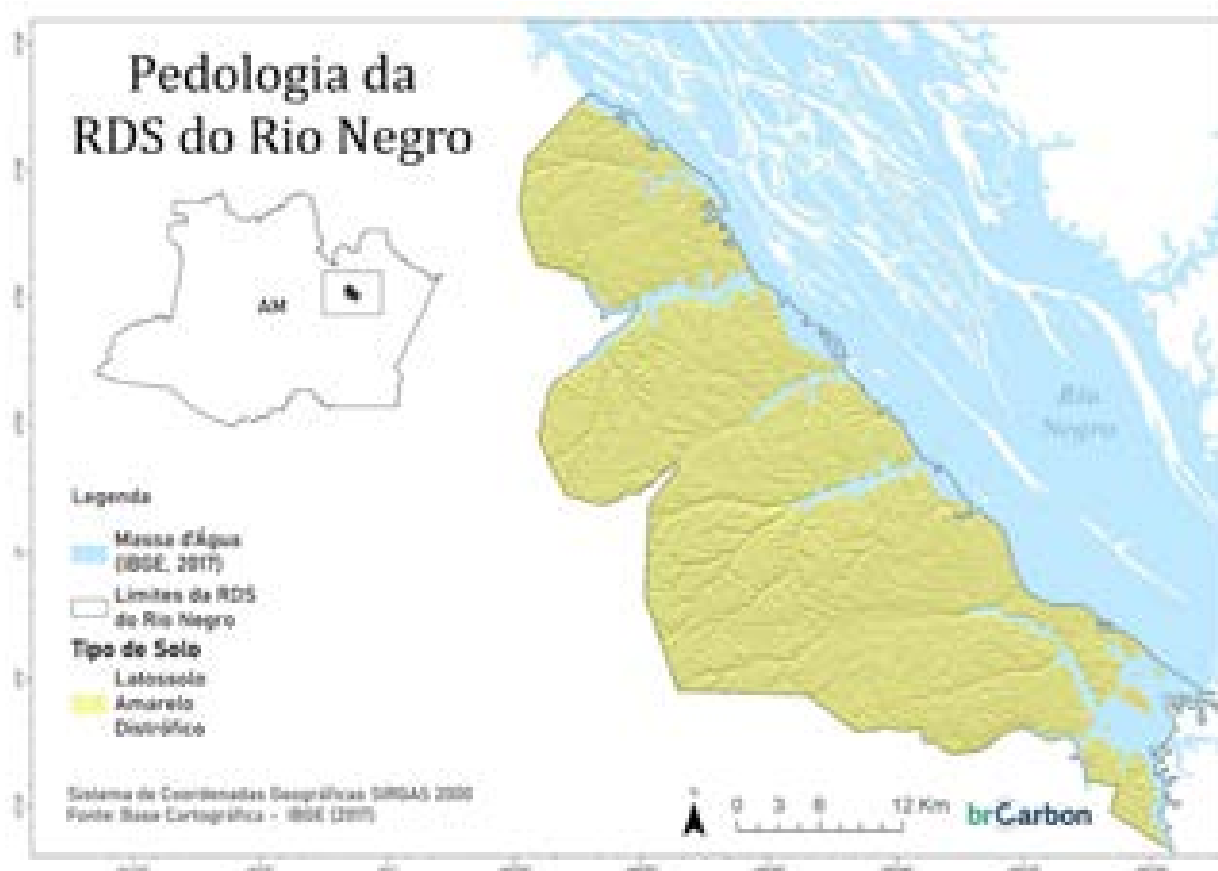 Pedologia da
RDS do Rio Negro
AM
Rio
Negro
Legenda
Massa d'Água
(IBGE, 2017)
Limites da RDS
do Rio Negro
Tipo de Solo
Latossolo
Amarelo
Distrófico
Sistema de Coordenadas Geográficas SIRGAS 2000
Fonte: Base Cartográfica - IBGE (2017)
0 3 6 12 Km
brCarbon